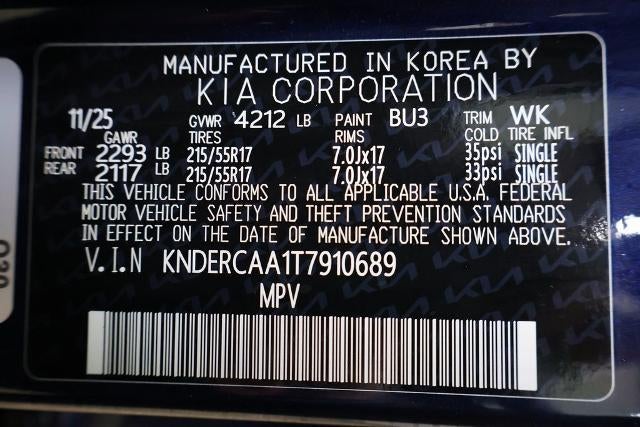 MANUFACTURED IN KOREA BY
KIA CORPORATION
11/25 GVWR 4212 LB PAINT BU3 TRIM WK
GAWR TIRES RIMS COLD TIRE INFL
FRONT 2293 LB 215/55R17 7.0Jx17 35psi SINGLE
REAR 2117 LB 215/55R17 7.0Jx17 33psi SINGLE
THIS VEHICLE CONFORMS TO ALL APPLICABLE U.S.A. FEDERAL
MOTOR VEHICLE SAFETY AND THEFT PREVENTION STANDARDS
IN EFFECT ON THE DATE OF MANUFACTURE SHOWN ABOVE.
V.I.N KNDERCAA1T7910689
MPV